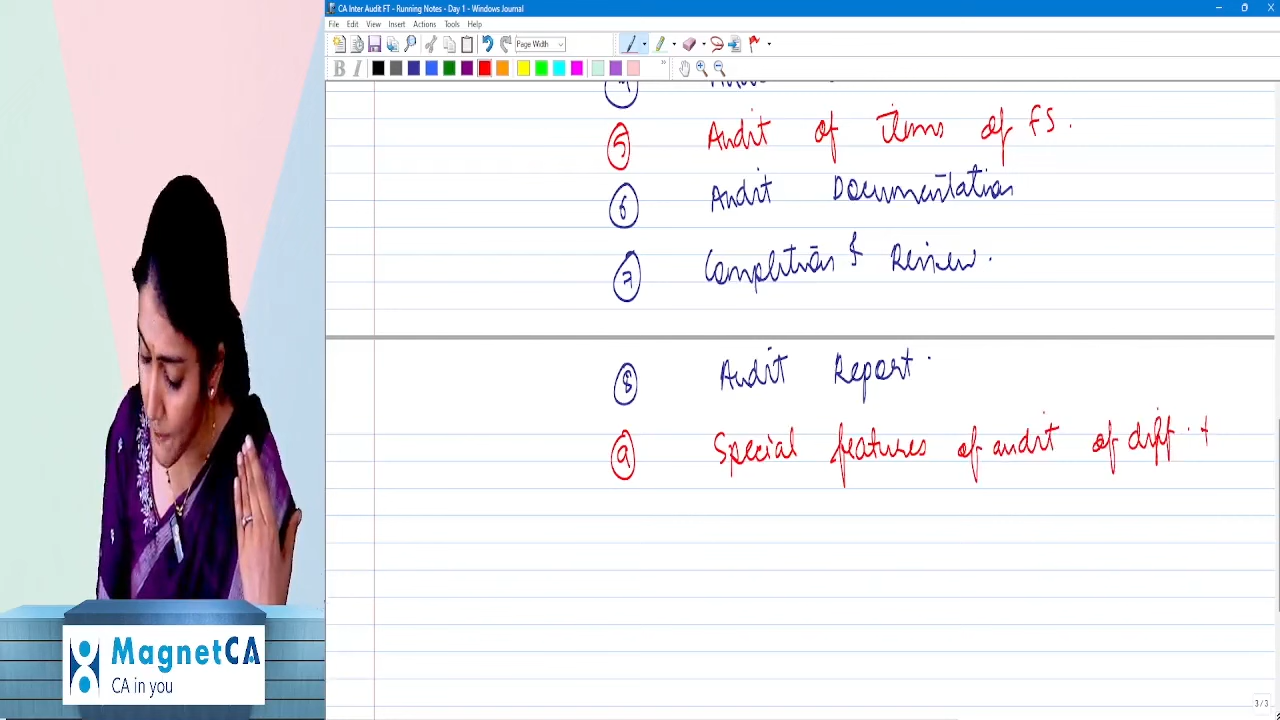 CA Inter Audit FT - Running Notes - Day 1 - Windows Journal
File Edit View Insert Actions Tools Help
Page Width
B I
5 Audit of items of FS.
6 Audit Documentation
7 Completion & Review.
8 Audit Report.
9 Special features of audit of diff.
3/3
MagnetCA
CA in you